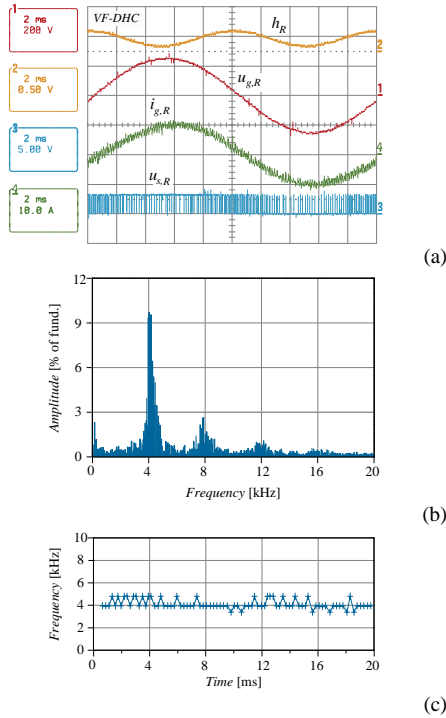 1
2 ms
200 V
2
2 ms
0.50 V
3
2 ms
5.00 V
4
2 ms
10.0 A
VF-DHC
h_R
2
u_g,R
1
i_g,R
4
u_s,R
3
(a)
Amplitude [% of fund.]
12
9
6
3
0
0 4 8 12 16 20
Frequency [kHz]
(b)
Frequency [kHz]
10
8
6
4
2
0
0 4 8 12 16 20
Time [ms]
(c)